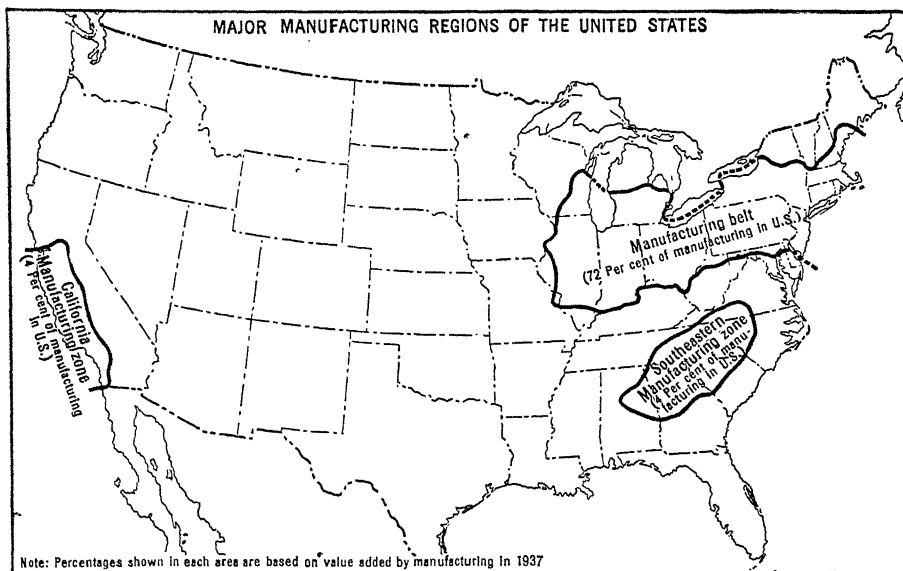 MAJOR MANUFACTURING REGIONS OF THE UNITED STATES
Manufacturing belt
(72 Per cent of manufacturing in U.S.)
California
Manufacturing zone
(4 Per cent of manufacturing
in U.S.)
Southeastern
Manufacturing zone
(4 Per cent of manu-
facturing in U.S.)
Note: Percentages shown in each area are based on value added by manufacturing in 1937